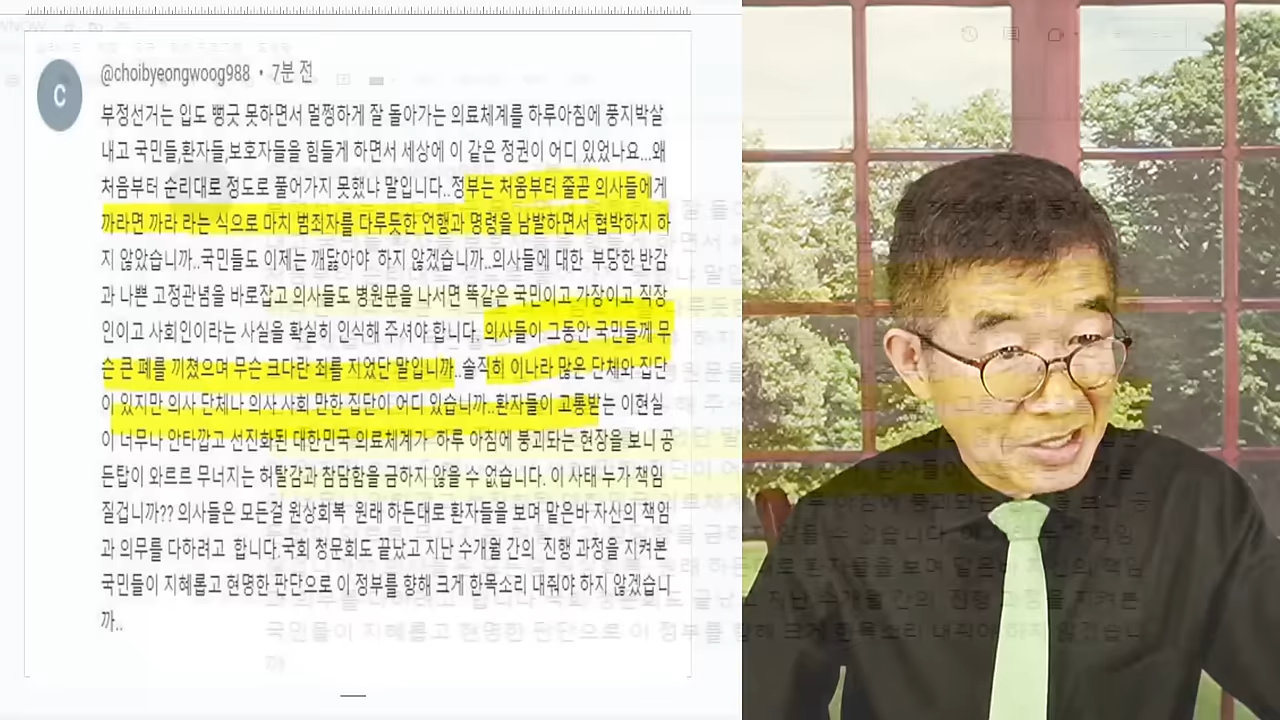 @choibyeongwoog988 • 7분 전
C
부정선거는 입도 뻥긋 못하면서 멀쩡하게 잘 돌아가는 의료체계를 하루아침에 풍지박살
내고 국민들,환자들,보호자들을 힘들게 하면서 세상에 이 같은 정권이 어디 있었나요...왜
처음부터 순리대로 정도로 풀어가지 못했냐 말입니다..정부는 처음부터 줄곧 의사들에게
까라면 까라 라는 식으로 마치 범죄자를 다루듯한 언행과 명령을 남발하면서 협박하지 하
지 않았습니까..국민들도 이제는 깨닳아야 하지 않겠습니까..의사들에 대한 부당한 반감
과 나쁜 고정관념을 바로잡고 의사들도 병원문을 나서면 똑같은 국민이고 가장이고 직장
인이고 사회인이라는 사실을 확실히 인식해 주셔야 합니다. 의사들이 그동안 국민들께 무
슨 큰 폐를 끼쳤으며 무슨 크다란 죄를 지었단 말입니까..솔직히 이나라 많은 단체와 집단
이 있지만 의사 단체나 의사 사회 만한 집단이 어디 있습니까..환자들이 고통받는 이현실
이 너무나 안타깝고 선진화된 대한민국 의료체계가 하루 아침에 붕괴돠는 현장을 보니 공
든탑이 와르르 무너지는 허탈감과 참담함을 금하지 않을 수 없습니다. 이 사태 누가 책임
질겁니까?? 의사들은 모든걸 원상회복 원래 하든대로 환자들을 보며 맡은바 자산의 책임
과 의무를 다하려고 합니다.국회 청문회도 끝났고 지난 수개월 간의 진행 과정을 지켜본
국민들이 지혜롭고 현명한 판단으로 이 정부를 향해 크게 한목소리 내줘야 하지 않겠습니
까..